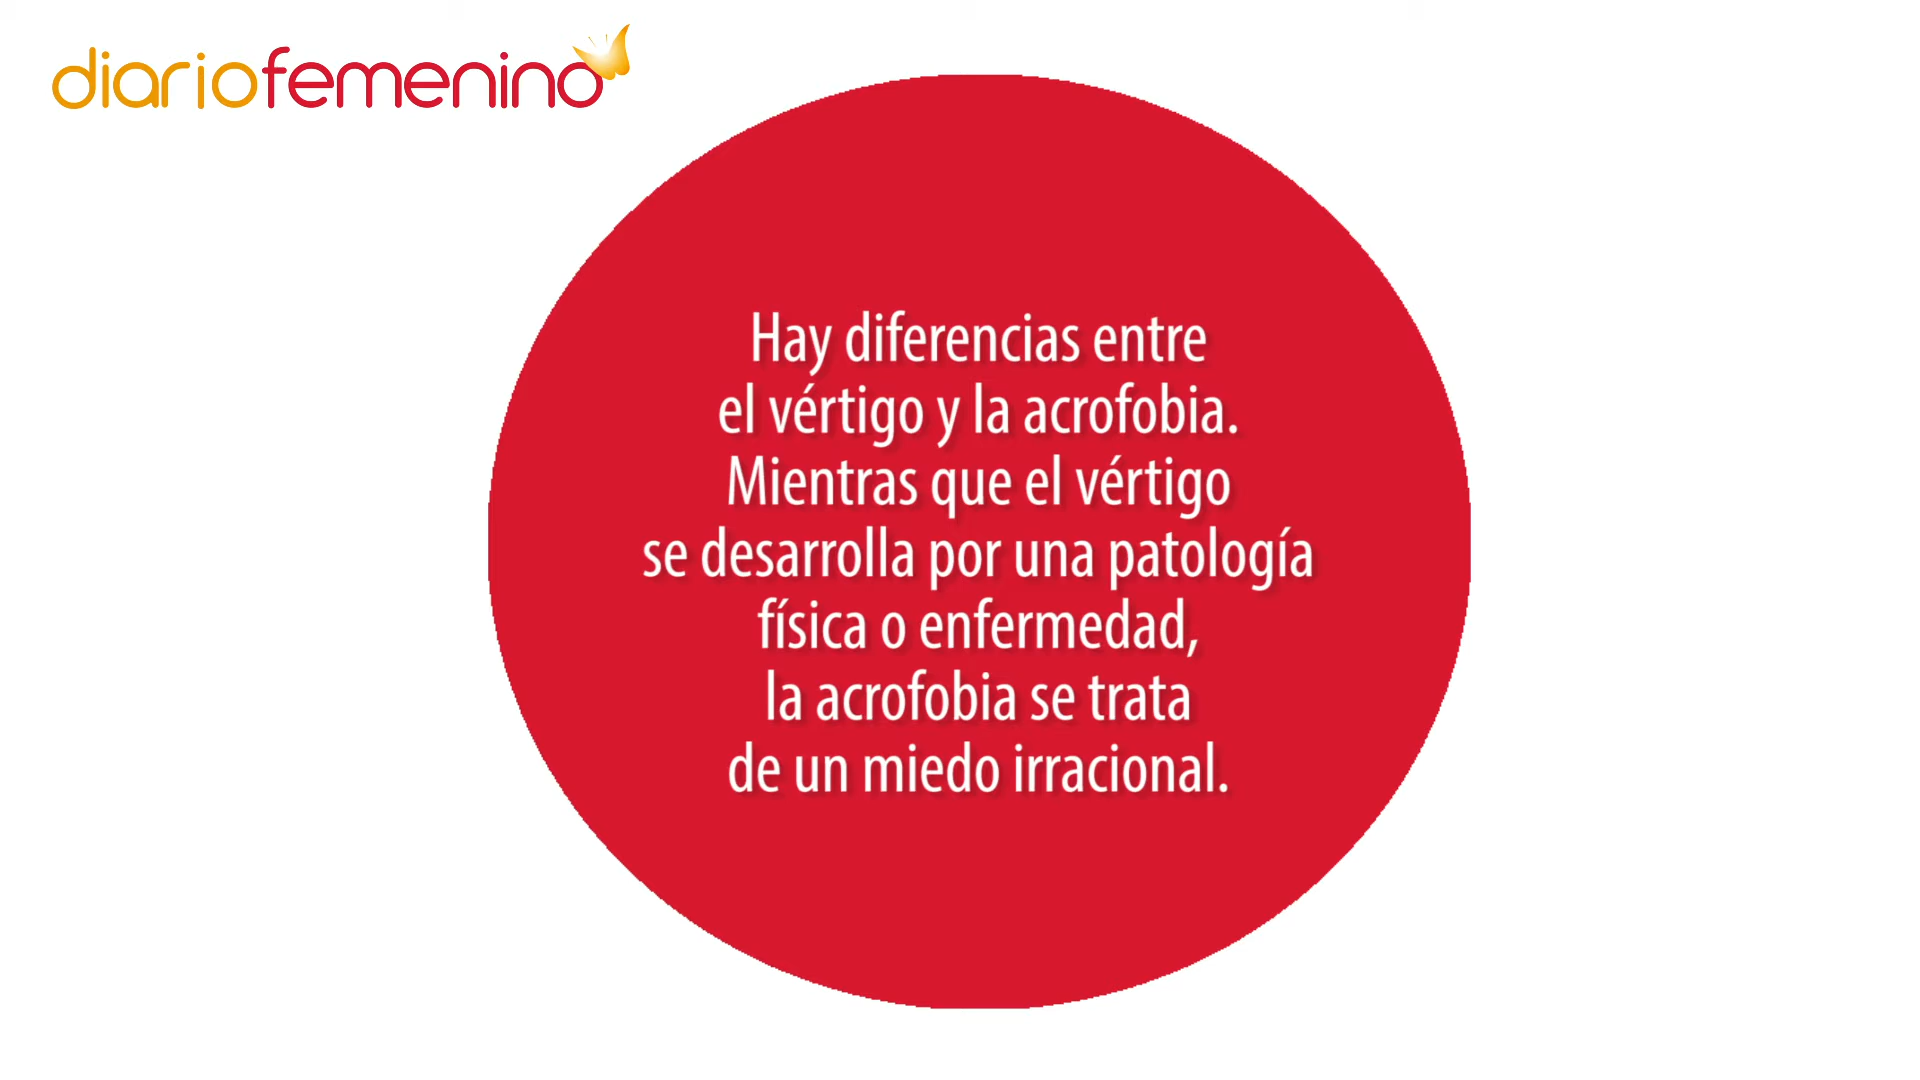 diariofemenino
Hay diferencias entre
el vértigo y la acrofobia.
Mientras que el vértigo
se desarrolla por una patología
física o enfermedad,
la acrofobia se trata
de un miedo irracional.